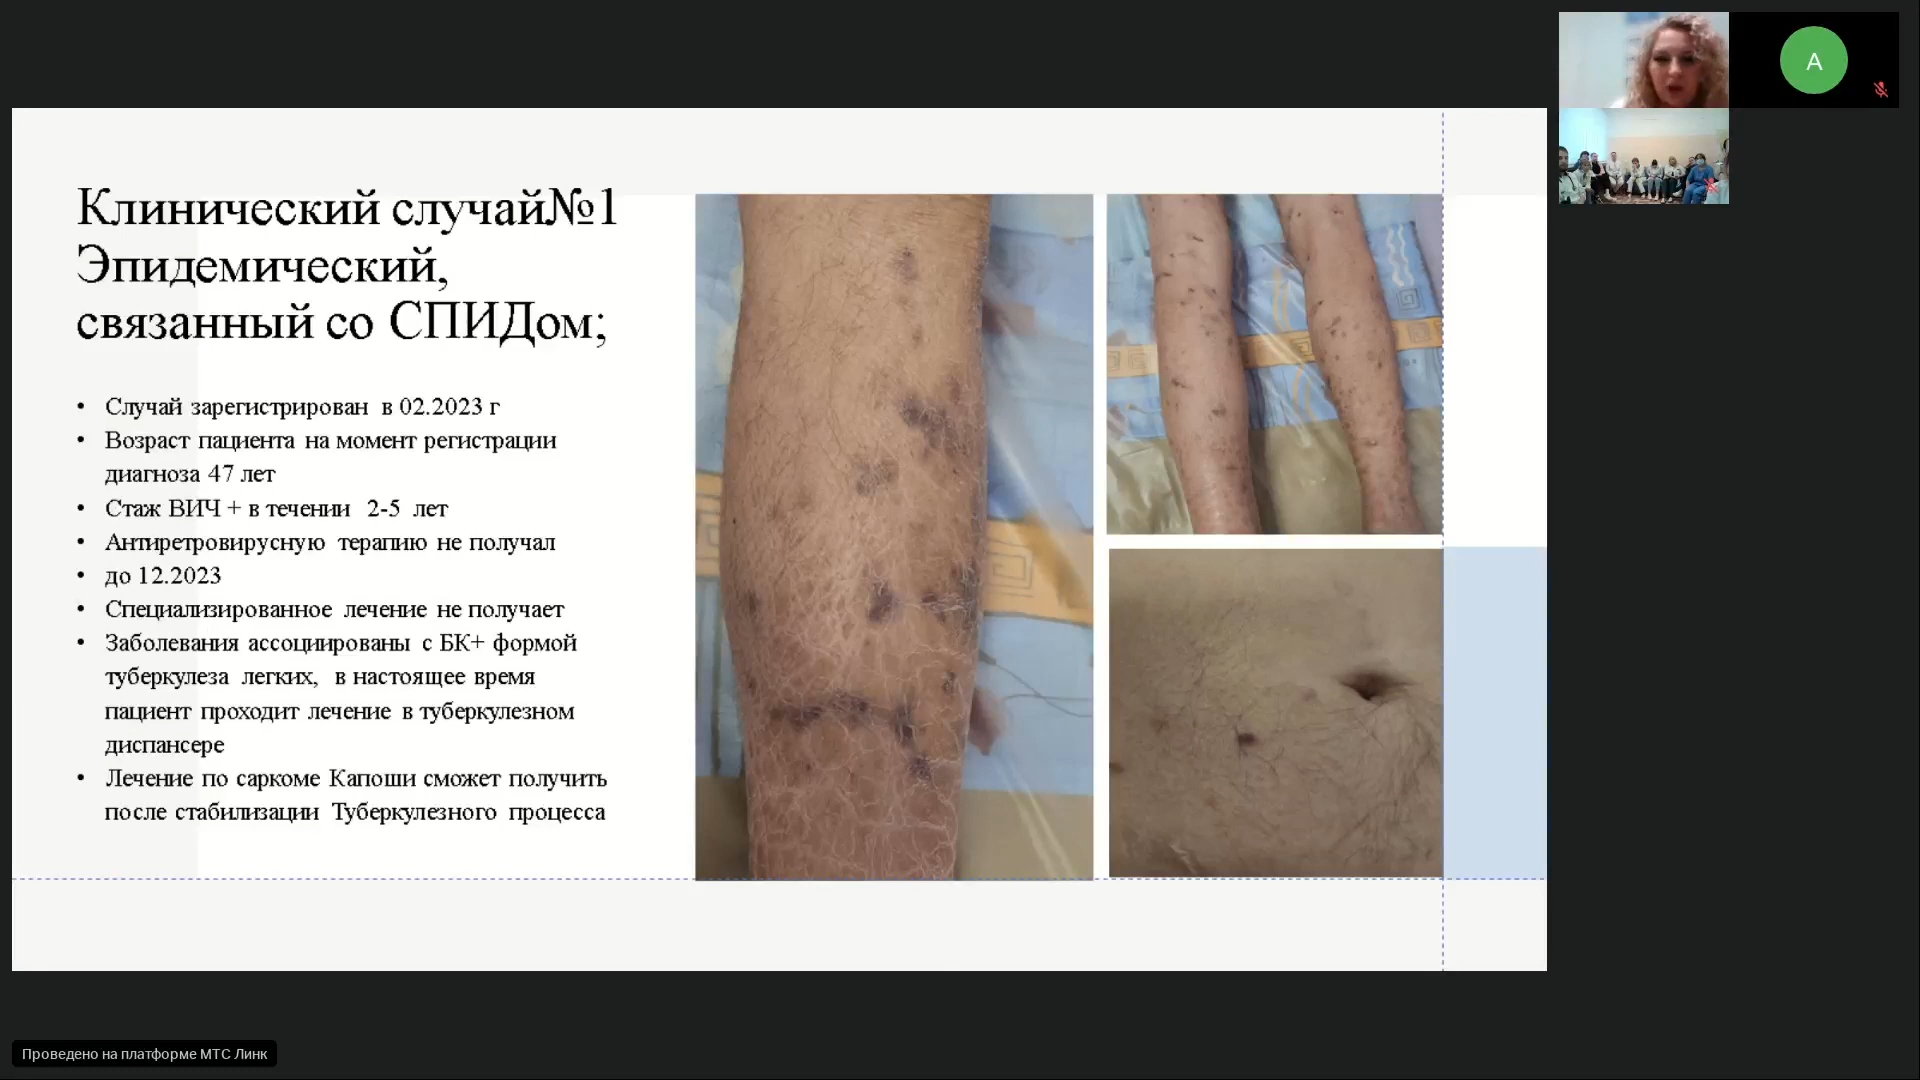 Клинический случай№1
Эпидемический,
связанный со СПИДом;
• Случай зарегистрирован в 02.2023 г
• Возраст пациента на момент регистрации
диагноза 47 лет
• Стаж ВИЧ + в течении 2-5 лет
• Антиретровирусную терапию не получал
• до 12.2023
• Специализированное лечение не получает
• Заболевания ассоциированы с БК+ формой
туберкулеза легких, в настоящее время
пациент проходит лечение в туберкулезном
диспансере
• Лечение по саркоме Капоши сможет получить
после стабилизации Туберкулезного процесса
А
Проведено на платформе МТС Линк